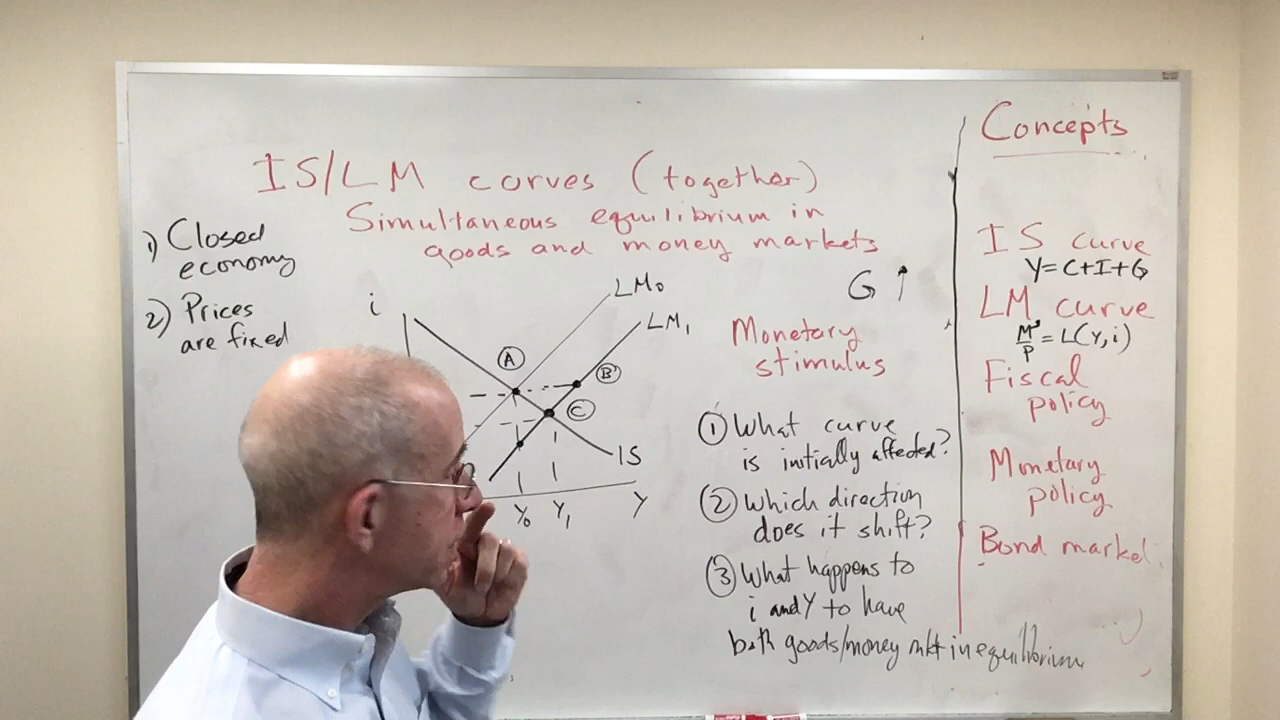 IS/LM curves (together)
Simultaneous equilibrium in
goods and money markets
1) Closed
economy
2) Prices
are fixed
i
LM₀
LM₁
A
B'
C
IS
Y₀ Y₁ Y
G ↑
Monetary
stimulus
① What curve
is initially affected?
② Which direction
does it shift?
③ What happens to
i and Y to have
both goods/money mkt in equilibrium
Concepts
IS curve
Y=C+I+G
LM curve
Mˢ/P = L(Y,i)
Fiscal
policy
Monetary
policy
Bond market